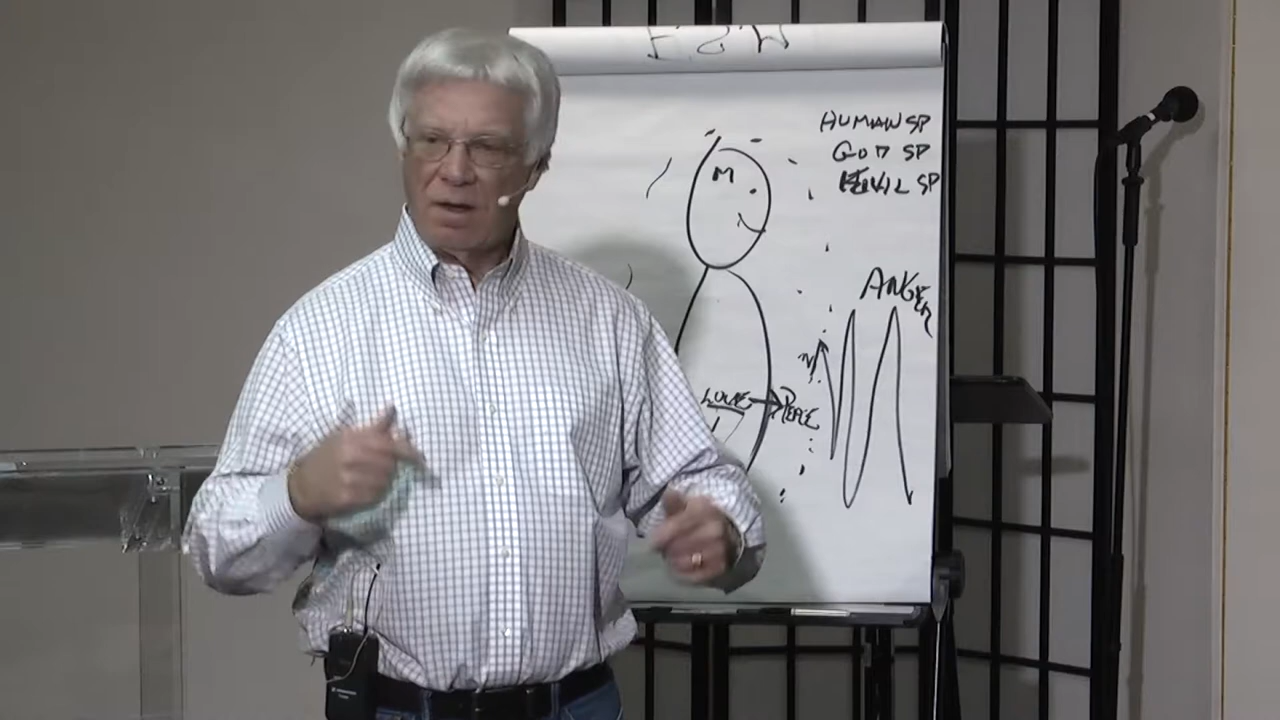 HUMAN SP
GOD SP
EVIL SP
M
ANGER
LOVE → PEACE